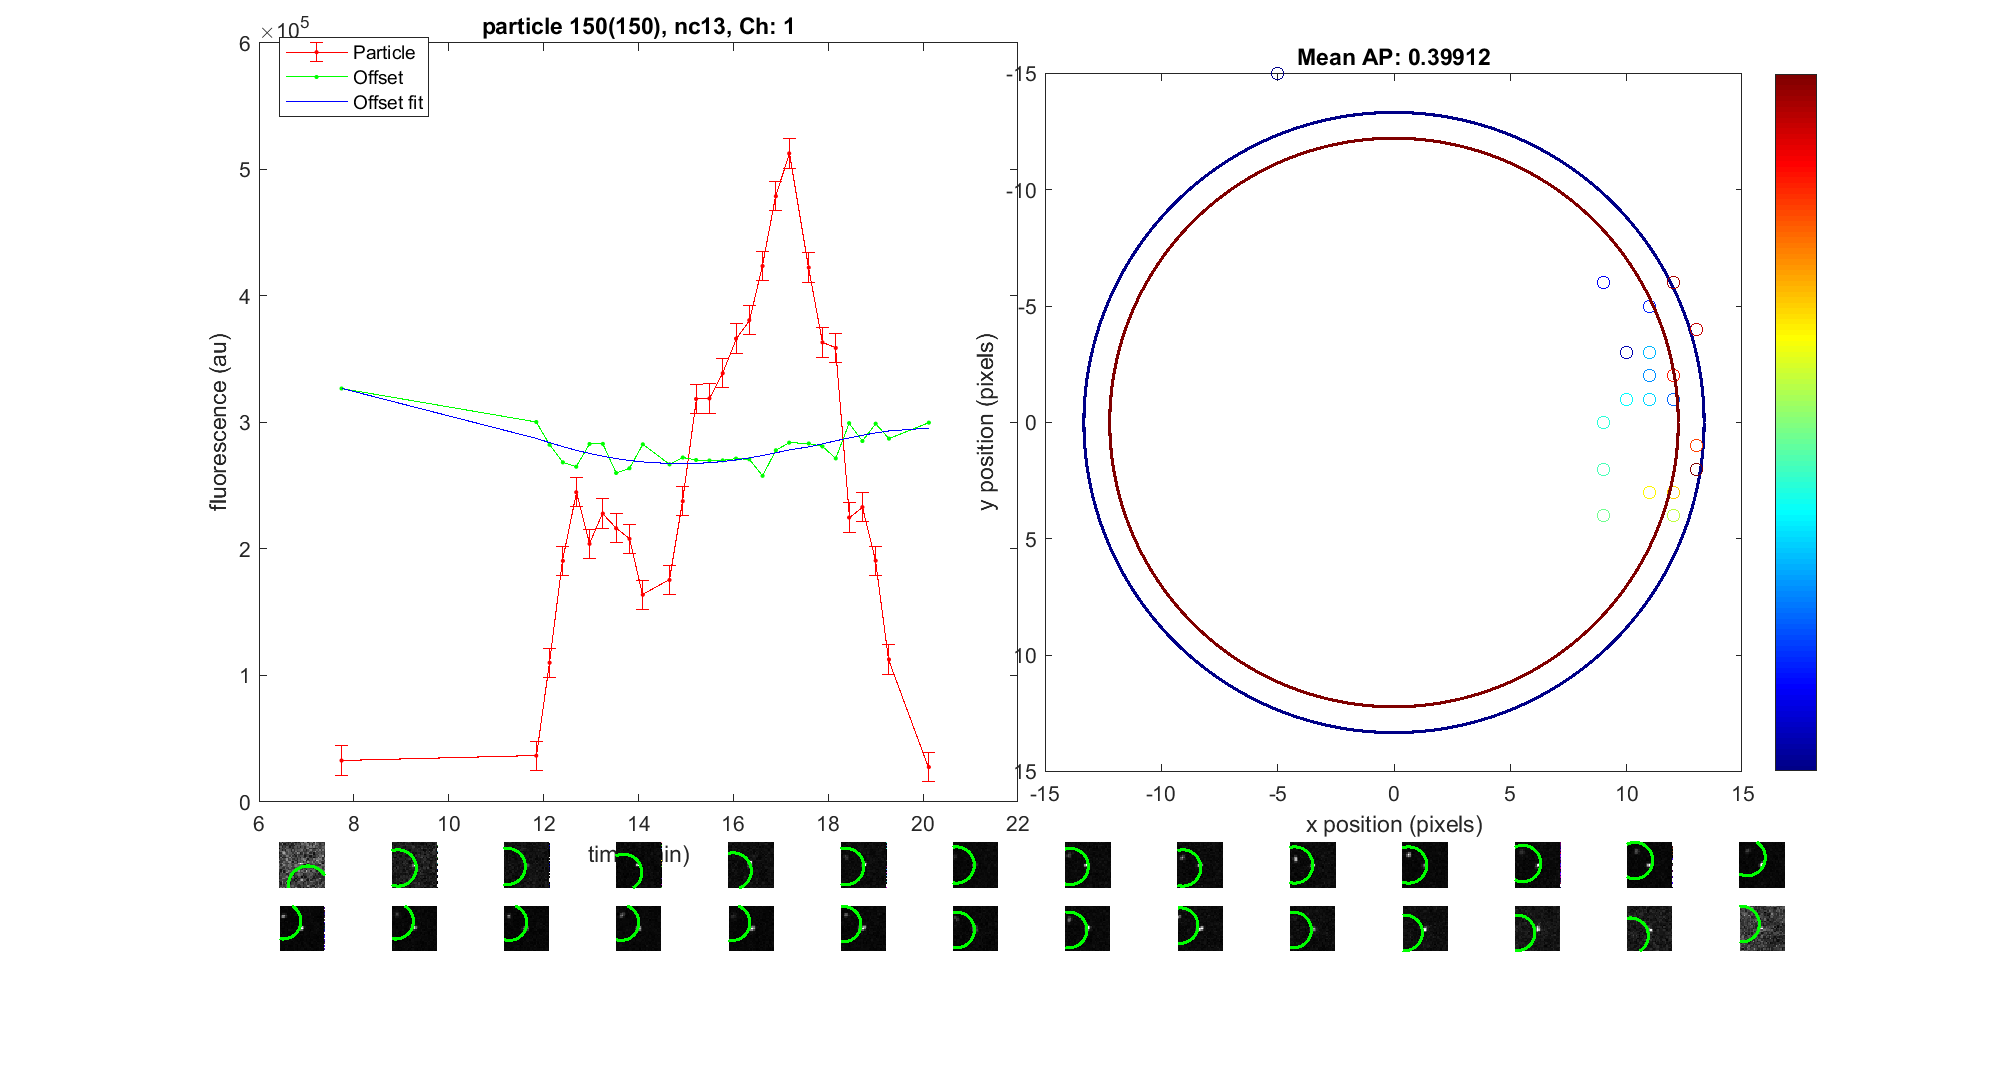 particle 150(150), nc13, Ch: 1
×10^5
Particle
Offset
Offset fit
6
5
4
3
2
1
0
fluorescence (au)
6 8 10 12 14 16 18 20 22
tim in)
Mean AP: 0.39912
-15
-10
-5
0
5
10
15
y position (pixels)
-15 -10 -5 0 5 10 15
x position (pixels)